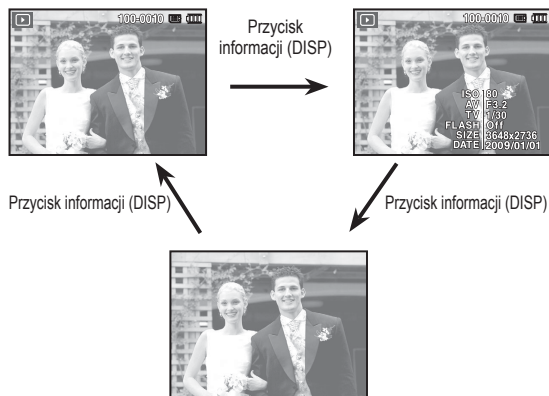 100-0010
Przycisk
informacji (DISP)
100-0010
ISO 80
AV F3.2
TV 1/30
FLASH Off
SIZE 3648x2736
DATE 2009/01/01
Przycisk informacji (DISP)
Przycisk informacji (DISP)